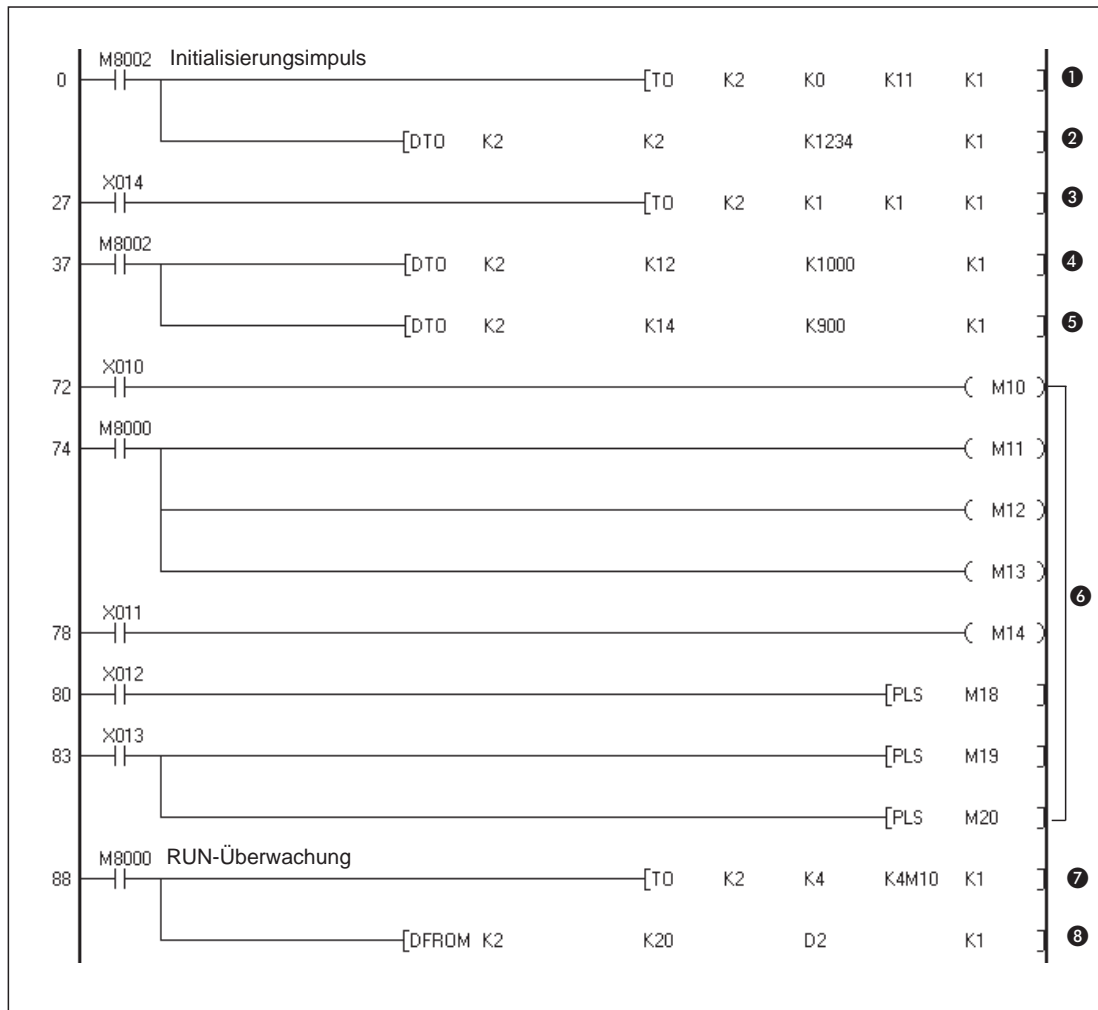 M8002 Initialisierungsimpuls
0 [TO K2 K0 K11 K1 ] ❶
[DTO K2 K2 K1234 K1 ] ❷
X014
27 [TO K2 K1 K1 K1 ] ❸
M8002
37 [DTO K2 K12 K1000 K1 ] ❹
[DTO K2 K14 K900 K1 ] ❺
X010
72 ( M10 )
M8000
74 ( M11 )
( M12 )
( M13 )
❻
X011
78 ( M14 )
X012
80 [PLS M18 ]
X013
83 [PLS M19 ]
[PLS M20 ]
M8000 RUN-Überwachung
88 [TO K2 K4 K4M10 K1 ] ❼
[DFROM K2 K20 D2 K1 ] ❽